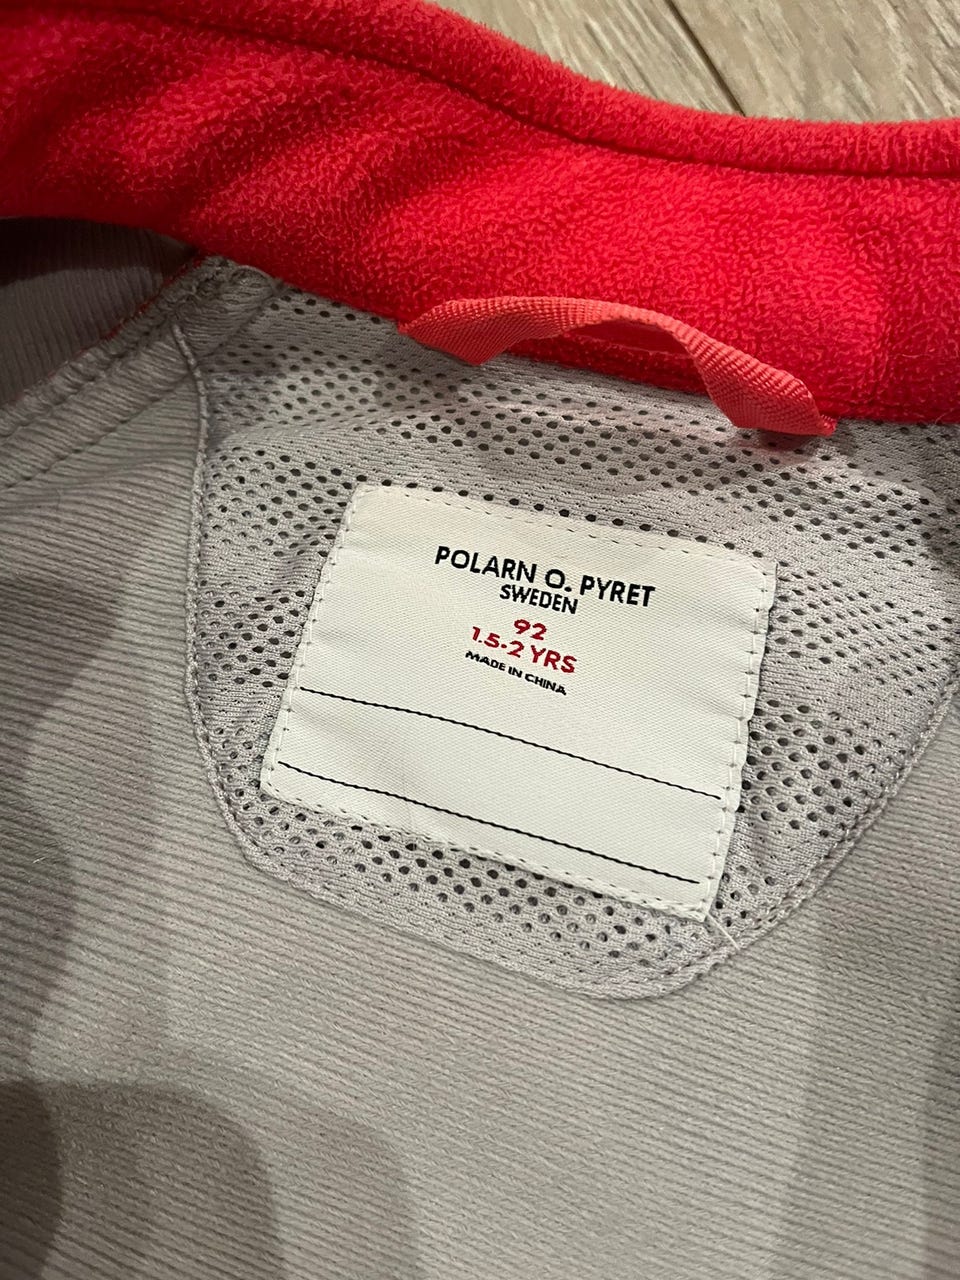 POLARN O. PYRET
SWEDEN
92
1.5-2 YRS
MADE IN CHINA